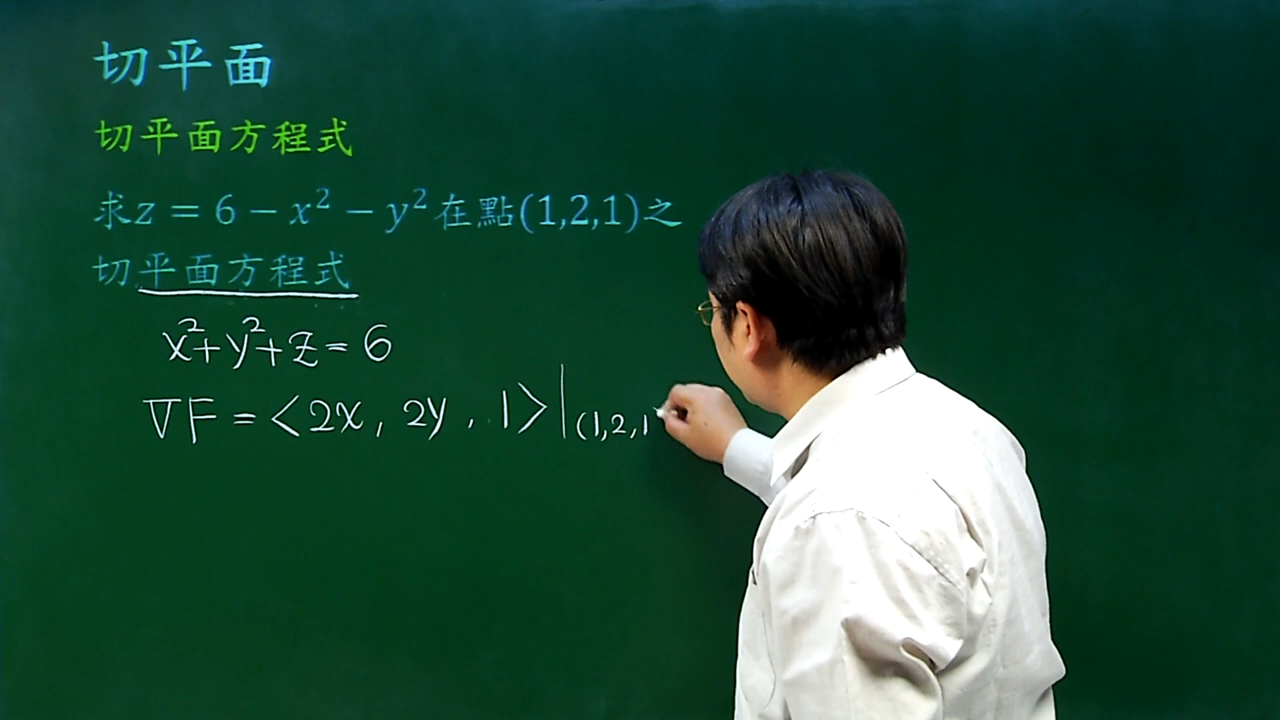 切平面
切平面方程式
求z = 6 − x² − y²在點(1,2,1)之
切平面方程式
x²+y²+z=6
∇F=<2x, 2y, 1>|(1,2,1